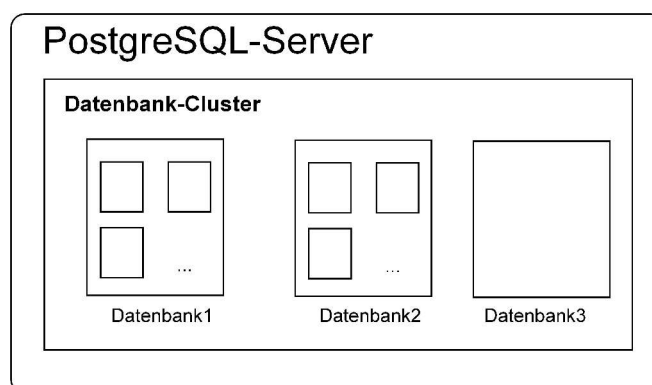 PostgreSQL-Server
Datenbank-Cluster
... ...
Datenbank1 Datenbank2 Datenbank3